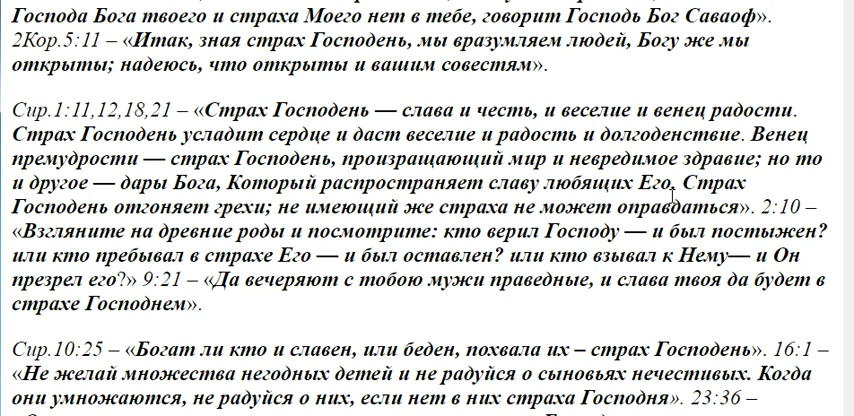 Господа Бога твоего и страха Моего нет в тебе, говорит Господь Бог Саваоф».
2Кор.5:11 – «Итак, зная страх Господень, мы вразумляем людей, Богу же мы
открыты; надеюсь, что открыты и вашим совестям».
Сир.1:11,12,18,21 – «Страх Господень — слава и честь, и веселие и венец радости.
Страх Господень усладит сердце и даст веселие и радость и долгоденствие. Венец
премудрости — страх Господень, произращающий мир и невредимое здравие; но то
и другое — дары Бога, Который распространяет славу любящих Его. Страх
Господень отгоняет грехи; не имеющий же страха не может оправдаться». 2:10 –
«Взгляните на древние роды и посмотрите: кто верил Господу — и был постыжен?
или кто пребывал в страхе Его — и был оставлен? или кто взывал к Нему— и Он
презрел его?» 9:21 – «Да вечеряют с тобою мужи праведные, и слава твоя да будет в
страхе Господнем».
Сир.10:25 – «Богат ли кто и славен, или беден, похвала их – страх Господень». 16:1 –
«Не желай множества негодных детей и не радуйся о сыновьях нечестивых. Когда
они умножаются, не радуйся о них, если нет в них страха Господня». 23:36 –